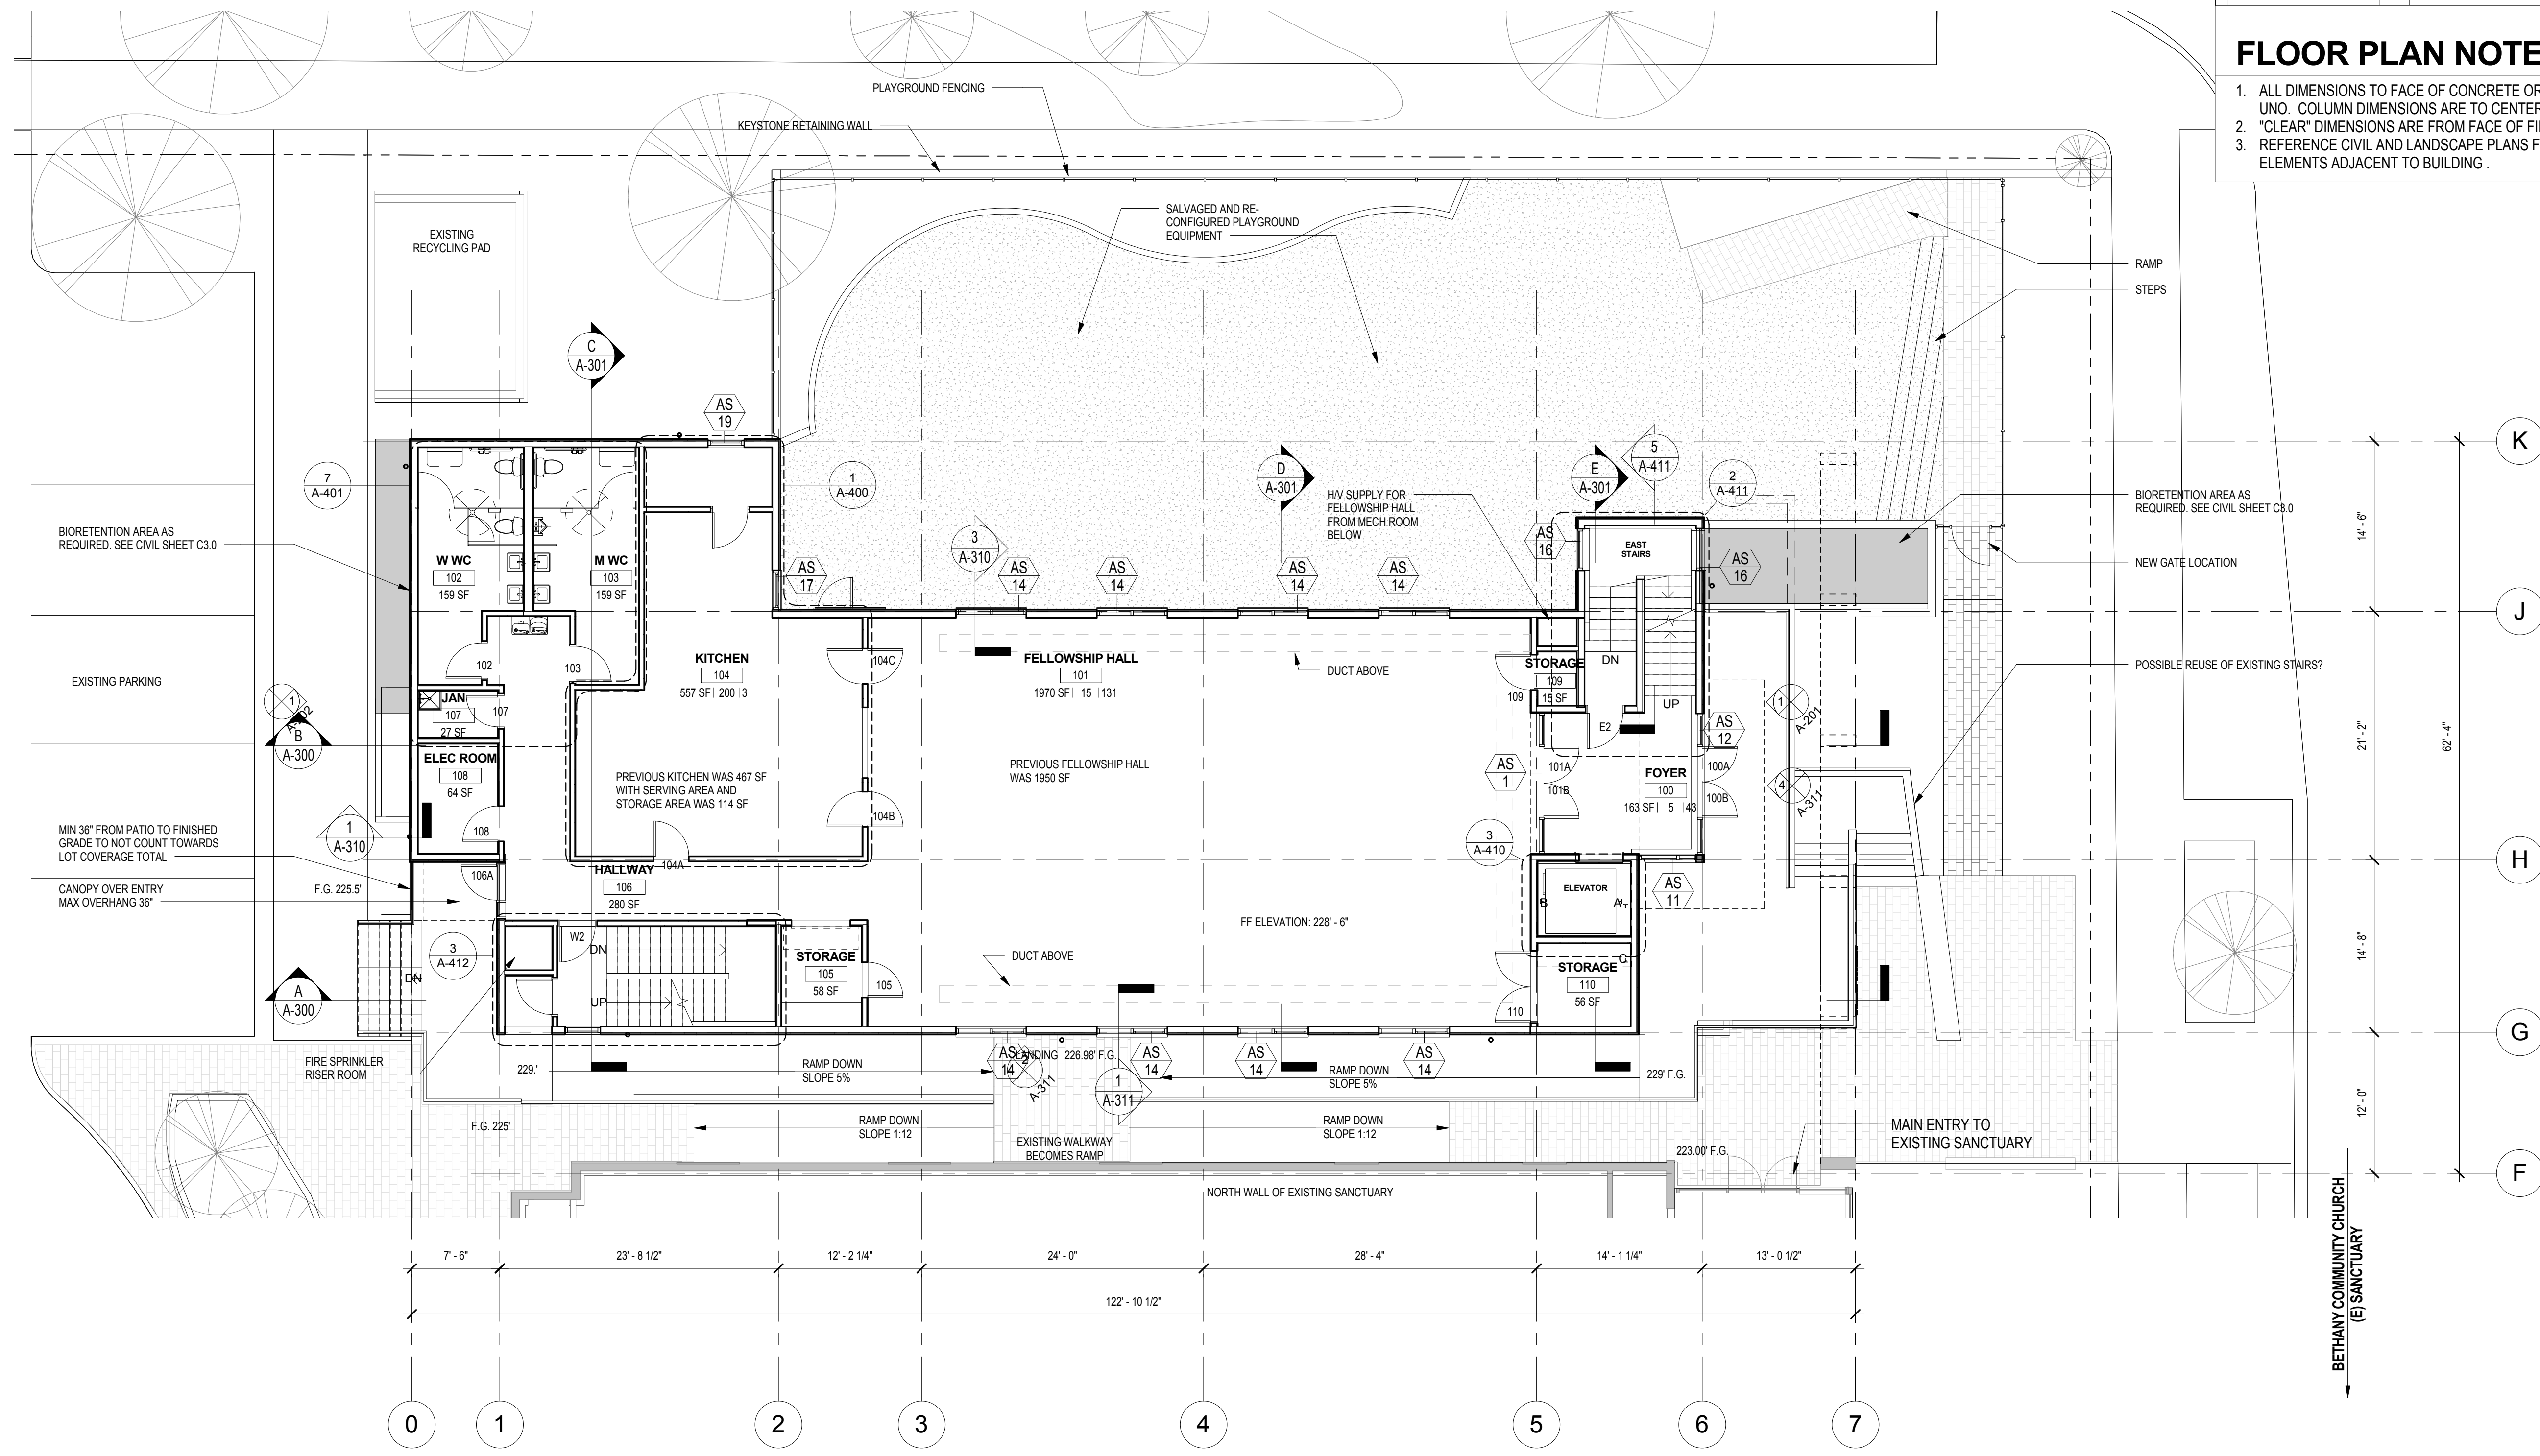 FLOOR PLAN NOTE
1. ALL DIMENSIONS TO FACE OF CONCRETE OR
UNO. COLUMN DIMENSIONS ARE TO CENTER
2. "CLEAR" DIMENSIONS ARE FROM FACE OF FI
3. REFERENCE CIVIL AND LANDSCAPE PLANS F
ELEMENTS ADJACENT TO BUILDING .
PLAYGROUND FENCING
KEYSTONE RETAINING WALL
SALVAGED AND RE-
CONFIGURED PLAYGROUND
EQUIPMENT
EXISTING
RECYCLING PAD
RAMP
STEPS
C
A-301
AS
19
K
7
A-401
1
A-400
D
A-301
H/V SUPPLY FOR
FELLOWSHIP HALL
FROM MECH ROOM
BELOW
E
A-301
5
A-411
2
A-411
BIORETENTION AREA AS
REQUIRED. SEE CIVIL SHEET C3.0
BIORETENTION AREA AS
REQUIRED. SEE CIVIL SHEET C3.0
14' - 6"
3
A-310
AS
16
EAST
STAIRS
AS
16
NEW GATE LOCATION
W WC
102
159 SF
M WC
103
159 SF
AS
17
AS
14
AS
14
AS
14
AS
14
J
KITCHEN
104
557 SF | 200 | 3
104C
FELLOWSHIP HALL
101
1970 SF | 15 | 131
DUCT ABOVE
STORAGE
109
15 SF
109
DN
UP
POSSIBLE REUSE OF EXISTING STAIRS?
102
103
EXISTING PARKING
JAN
107
27 SF
107
1
A-202
B
A-300
1
A-201
E2
AS
12
21' - 2"
62' - 4"
ELEC ROOM
108
64 SF
108
PREVIOUS KITCHEN WAS 467 SF
WITH SERVING AREA AND
STORAGE AREA WAS 114 SF
PREVIOUS FELLOWSHIP HALL
WAS 1950 SF
AS
1
101A
101B
FOYER
100
163 SF | 5 | 43
100A
100B
4
A-311
104B
104A
MIN 36" FROM PATIO TO FINISHED
GRADE TO NOT COUNT TOWARDS
LOT COVERAGE TOTAL
1
A-310
3
A-410
H
CANOPY OVER ENTRY
MAX OVERHANG 36"
F.G. 225.5'
106A
HALLWAY
106
280 SF
ELEVATOR
B
A
AS
11
FF ELEVATION: 228' - 6"
3
A-412
W2
DN
UP
DN
STORAGE
105
58 SF
105
DUCT ABOVE
STORAGE
110
56 SF
110
C
14' - 8"
A
A-300
G
FIRE SPRINKLER
RISER ROOM
229.'
RAMP DOWN
SLOPE 5%
AS
14
LANDING 226.98' F.G.
2
A-311
1
A-311
AS
14
AS
14
AS
14
RAMP DOWN
SLOPE 5%
229' F.G.
12' - 0"
F.G. 225'
RAMP DOWN
SLOPE 1:12
EXISTING WALKWAY
BECOMES RAMP
RAMP DOWN
SLOPE 1:12
223.00' F.G.
MAIN ENTRY TO
EXISTING SANCTUARY
F
NORTH WALL OF EXISTING SANCTUARY
BETHANY COMMUNITY CHURCH
(E) SANCTUARY
7' - 6"
23' - 8 1/2"
12' - 2 1/4"
24' - 0"
28' - 4"
14' - 1 1/4"
13' - 0 1/2"
122' - 10 1/2"
0
1
2
3
4
5
6
7